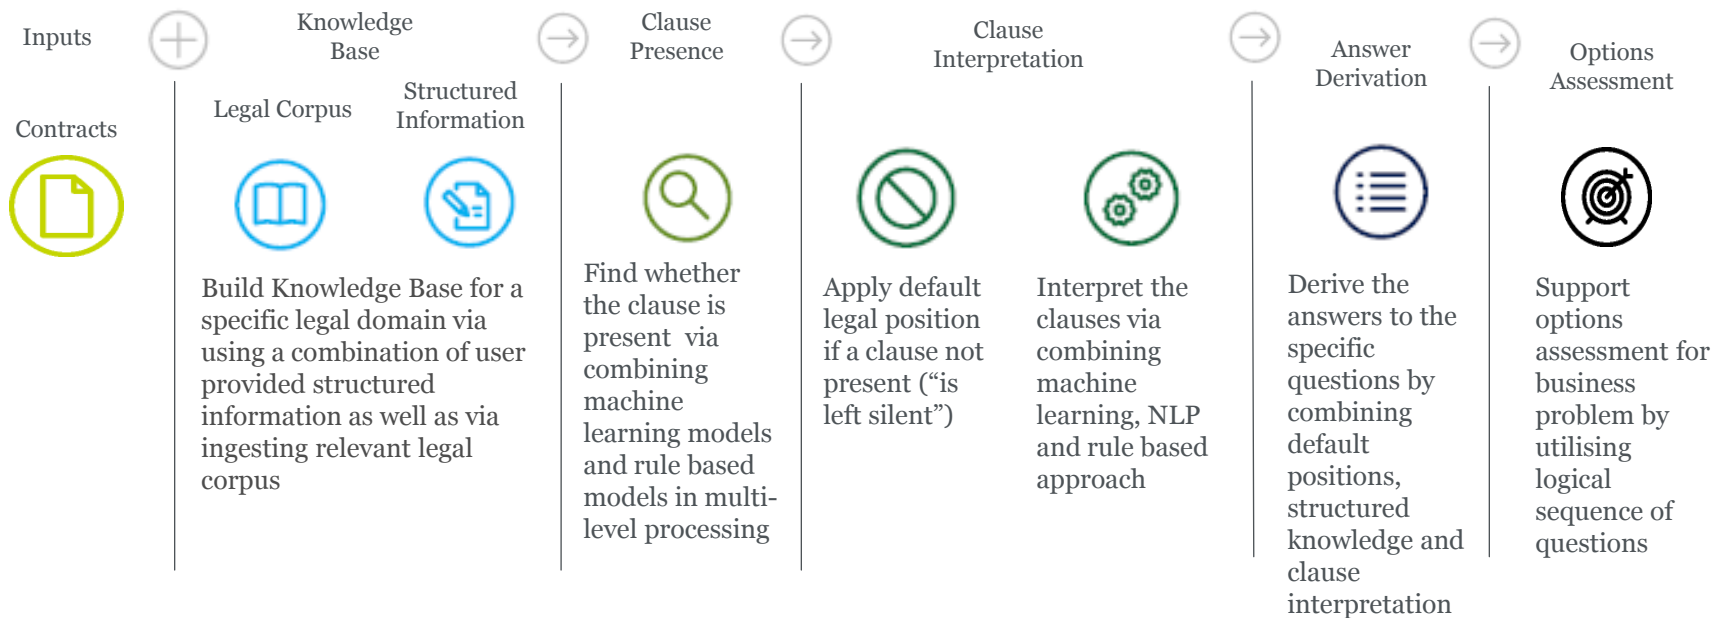 Inputs
Knowledge
Base
Clause
Presence
Clause
Interpretation
Answer
Derivation
Options
Assessment
Contracts
Legal Corpus
Structured
Information
Build Knowledge Base for a
specific legal domain via
using a combination of user
provided structured
information as well as via
ingesting relevant legal
corpus
Find whether
the clause is
present via
combining
machine
learning models
and rule based
models in multi-
level processing
Apply default
legal position
if a clause not
present (“is
left silent”)
Interpret the
clauses via
combining
machine
learning, NLP
and rule based
approach
Derive the
answers to the
specific
questions by
combining
default
positions,
structured
knowledge and
clause
interpretation
Support
options
assessment for
business
problem by
utilising
logical
sequence of
questions